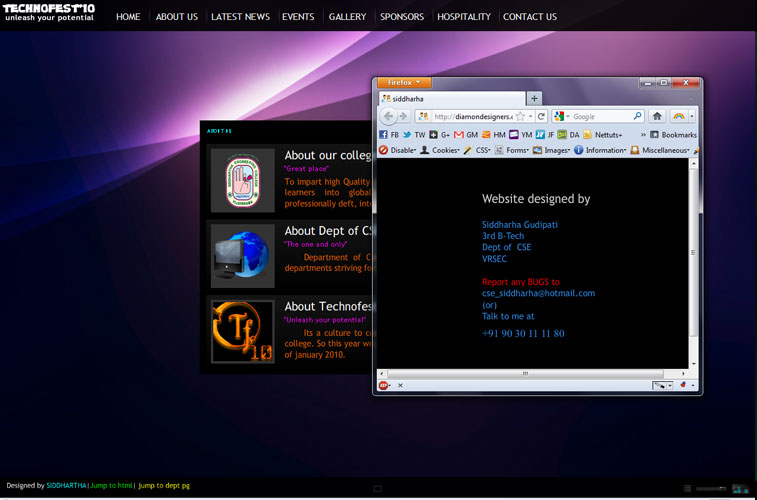 TECHNOFEST'10
unleash your potential
HOME ABOUT US LATEST NEWS EVENTS GALLERY SPONSORS HOSPITALITY CONTACT US
ABOUT US
About our colleg
"Great place"
To impart high Quality
learners into global
professionally deft, int
About Dept of CS
"The one and only"
Department of C
departments striving fo
About Technofes
"Unleash your potential"
Its a culture to c
college. So this year wo
of january 2010.
Firefox
siddharha
http://diamondesigners.c
Google
FB TW G+ GM HM YM JF DA Nettuts+ » Bookmarks
Disable Cookies CSS Forms Images Information Miscellaneous
Website designed by
Siddharha Gudipati
3rd B-Tech
Dept of CSE
VRSEC
Report any BUGS to
cse_siddharha@hotmail.com
(or)
Talk to me at
+91 90 30 11 11 80
Designed by SIDDHARTHA|Jump to html| jump to dept pg